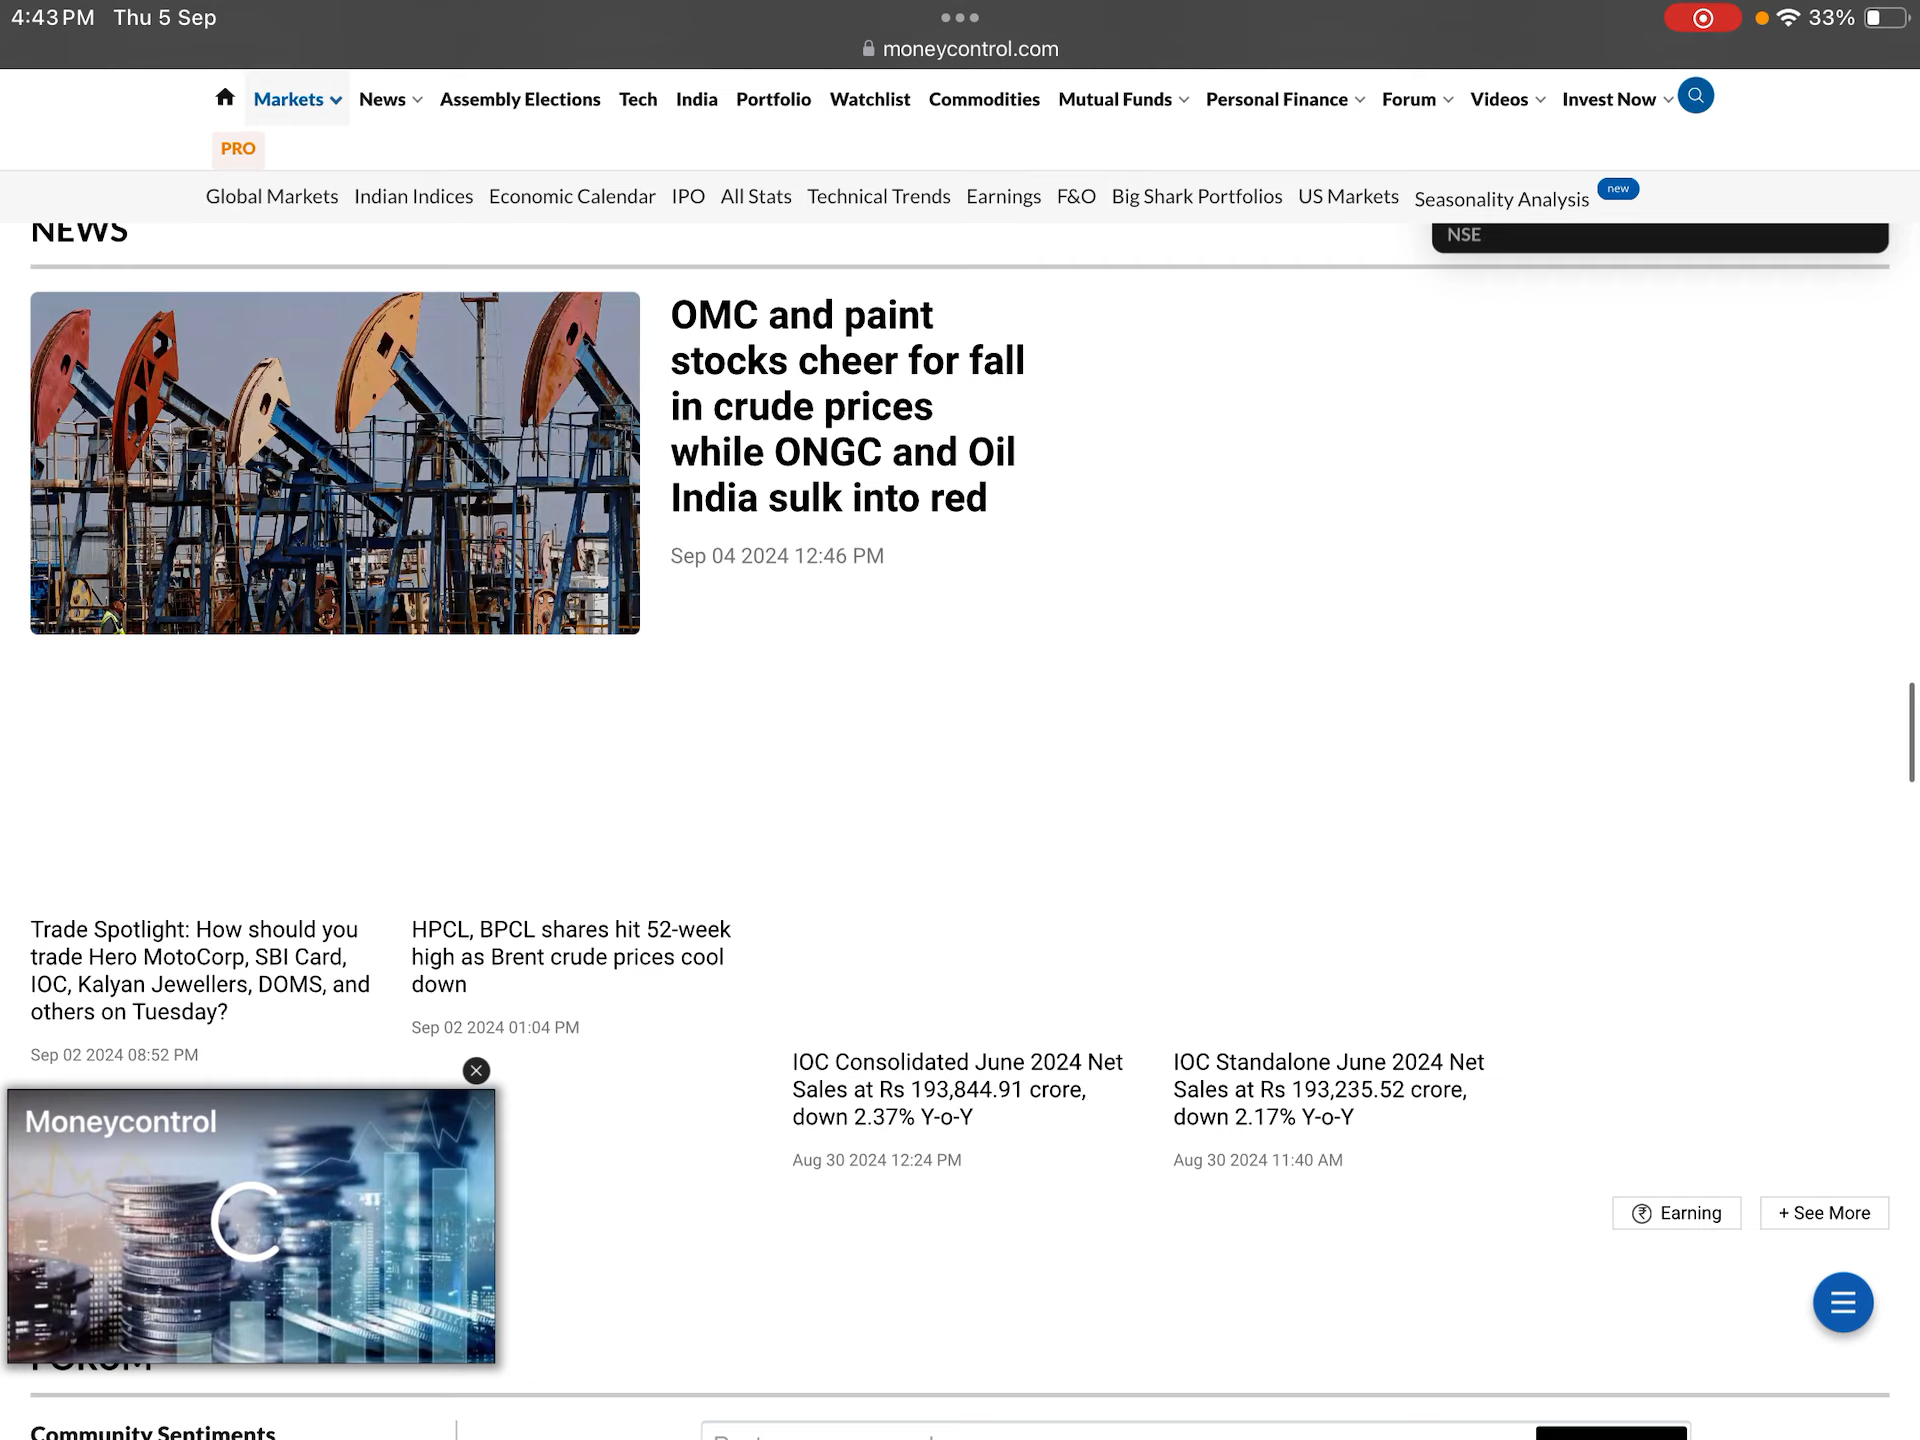 4:43 PM Thu 5 Sep
33%
moneycontrol.com
Markets News Assembly Elections Tech India Portfolio Watchlist Commodities Mutual Funds Personal Finance Forum Videos Invest Now
PRO
Global Markets Indian Indices Economic Calendar IPO All Stats Technical Trends Earnings F&O Big Shark Portfolios US Markets Seasonality Analysis new
NEWS
NSE
OMC and paint
stocks cheer for fall
in crude prices
while ONGC and Oil
India sulk into red
Sep 04 2024 12:46 PM
Trade Spotlight: How should you
trade Hero MotoCorp, SBI Card,
IOC, Kalyan Jewellers, DOMS, and
others on Tuesday?
Sep 02 2024 08:52 PM
HPCL, BPCL shares hit 52-week
high as Brent crude prices cool
down
Sep 02 2024 01:04 PM
IOC Consolidated June 2024 Net
Sales at Rs 193,844.91 crore,
down 2.37% Y-o-Y
Aug 30 2024 12:24 PM
IOC Standalone June 2024 Net
Sales at Rs 193,235.52 crore,
down 2.17% Y-o-Y
Aug 30 2024 11:40 AM
Moneycontrol
₹ Earning
+ See More
FORUM
Community Sentiments